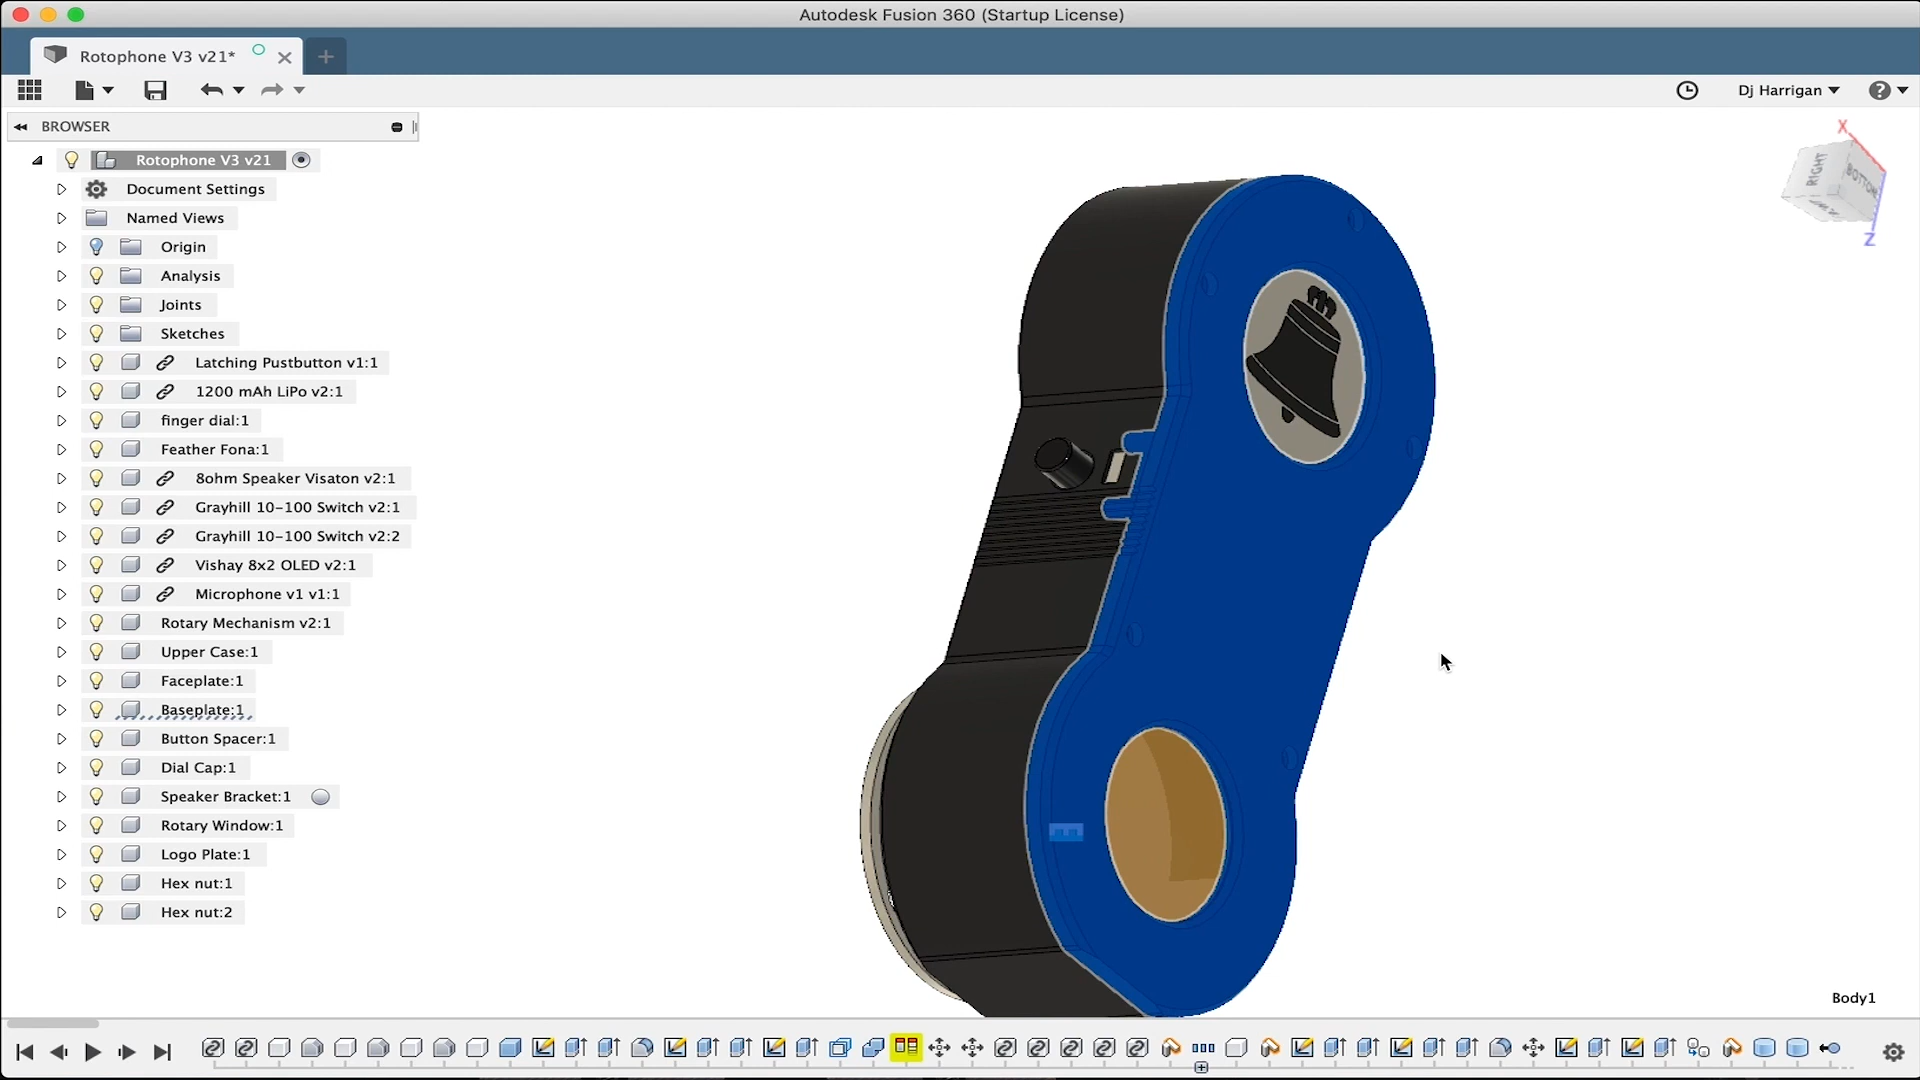 Autodesk Fusion 360 (Startup License)
Rotophone V3 v21*
Dj Harrigan
BROWSER
Rotophone V3 v21
Document Settings
Named Views
Origin
Analysis
Joints
Sketches
Latching Pustbutton v1:1
1200 mAh LiPo v2:1
finger dial:1
Feather Fona:1
8ohm Speaker Visaton v2:1
Grayhill 10-100 Switch v2:1
Grayhill 10-100 Switch v2:2
Vishay 8x2 OLED v2:1
Microphone v1 v1:1
Rotary Mechanism v2:1
Upper Case:1
Faceplate:1
Baseplate:1
Button Spacer:1
Dial Cap:1
Speaker Bracket:1
Rotary Window:1
Logo Plate:1
Hex nut:1
Hex nut:2
X
RIGHT
BOTTOM
Z
Body1